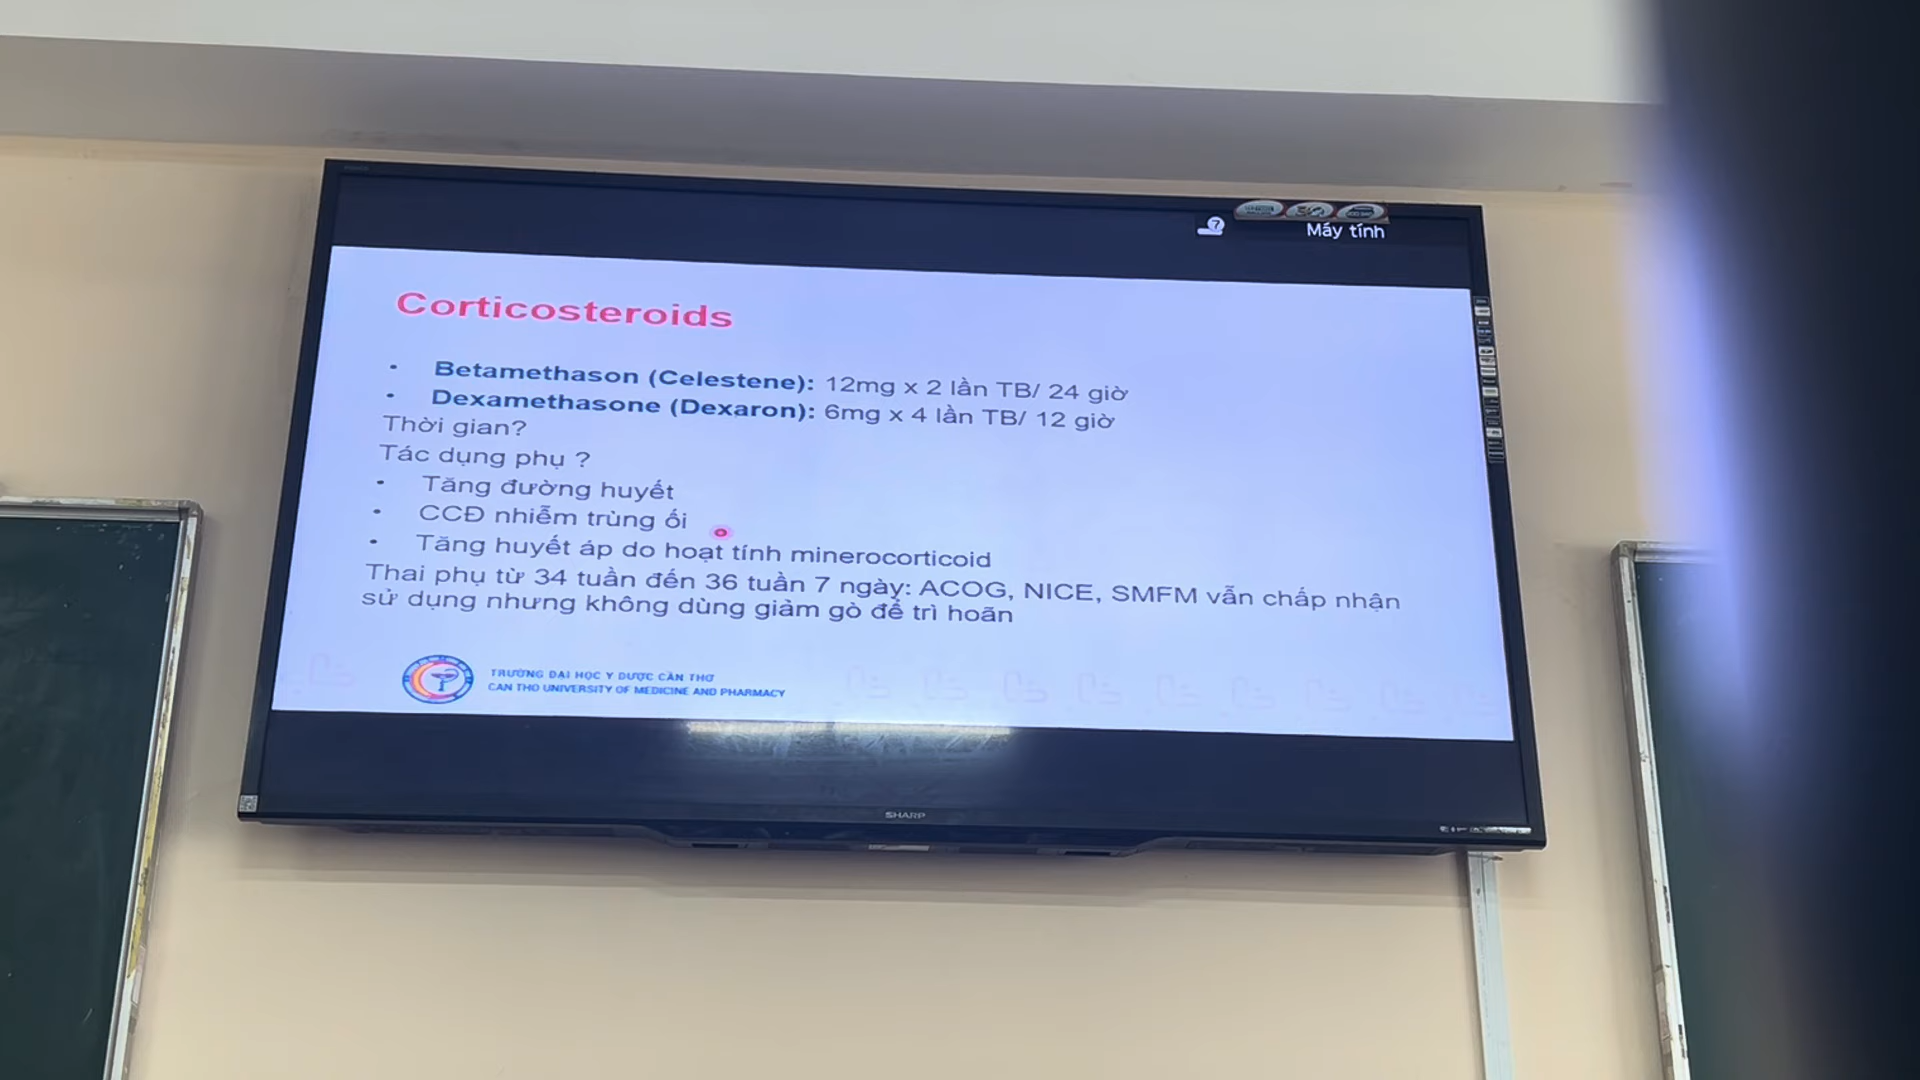 Máy tính
Corticosteroids
• Betamethason (Celestene): 12mg x 2 lần TB/ 24 giờ
• Dexamethasone (Dexaron): 6mg x 4 lần TB/ 12 giờ
Thời gian?
Tác dụng phụ ?
• Tăng đường huyết
• CCĐ nhiễm trùng ối
• Tăng huyết áp do hoạt tính minerocorticoid
Thai phụ từ 34 tuần đến 36 tuần 7 ngày: ACOG, NICE, SMFM vẫn chấp nhận
sử dụng nhưng không dùng giảm gò để trì hoãn
TRƯỜNG ĐẠI HỌC Y DƯỢC CẦN THƠ
CAN THO UNIVERSITY OF MEDICINE AND PHARMACY
SHARP